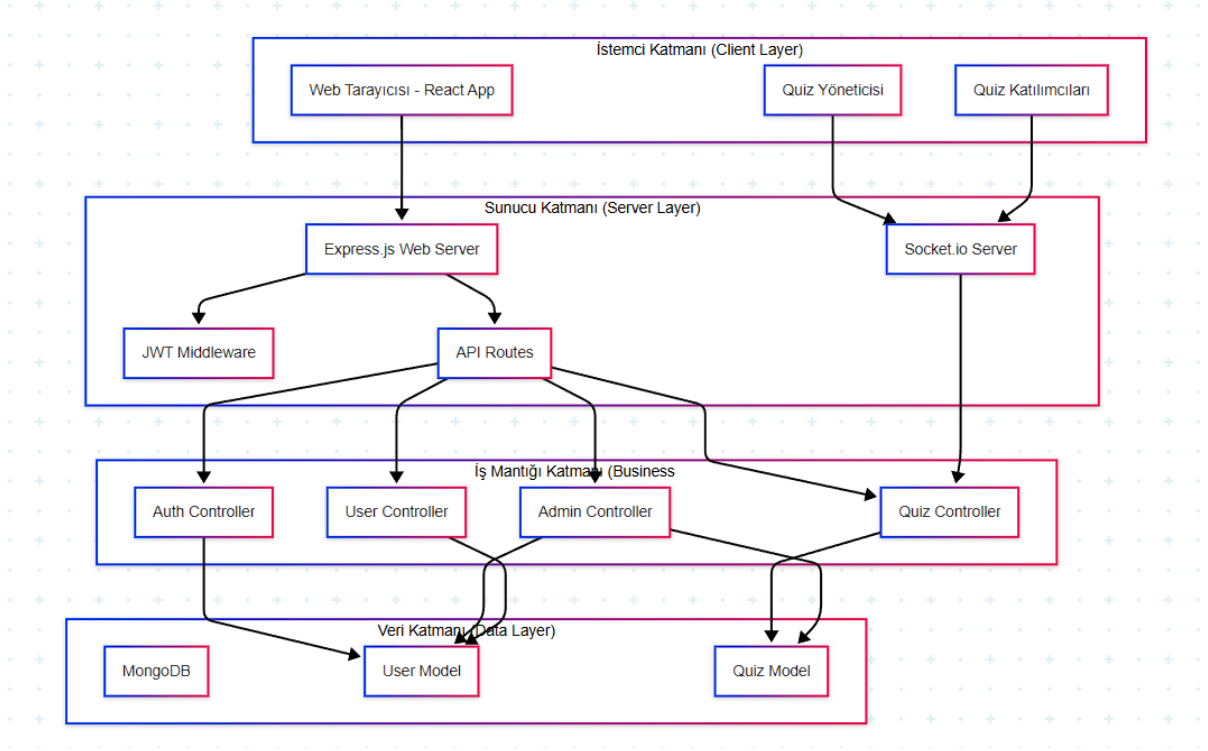 İstemci Katmanı (Client Layer)
Web Tarayıcısı - React App
Quiz Yöneticisi
Quiz Katılımcıları
Sunucu Katmanı (Server Layer)
Express.js Web Server
Socket.io Server
JWT Middleware
API Routes
İş Mantığı Katmanı (Business
Auth Controller
User Controller
Admin Controller
Quiz Controller
Veri Katmanı (Data Layer)
MongoDB
User Model
Quiz Model